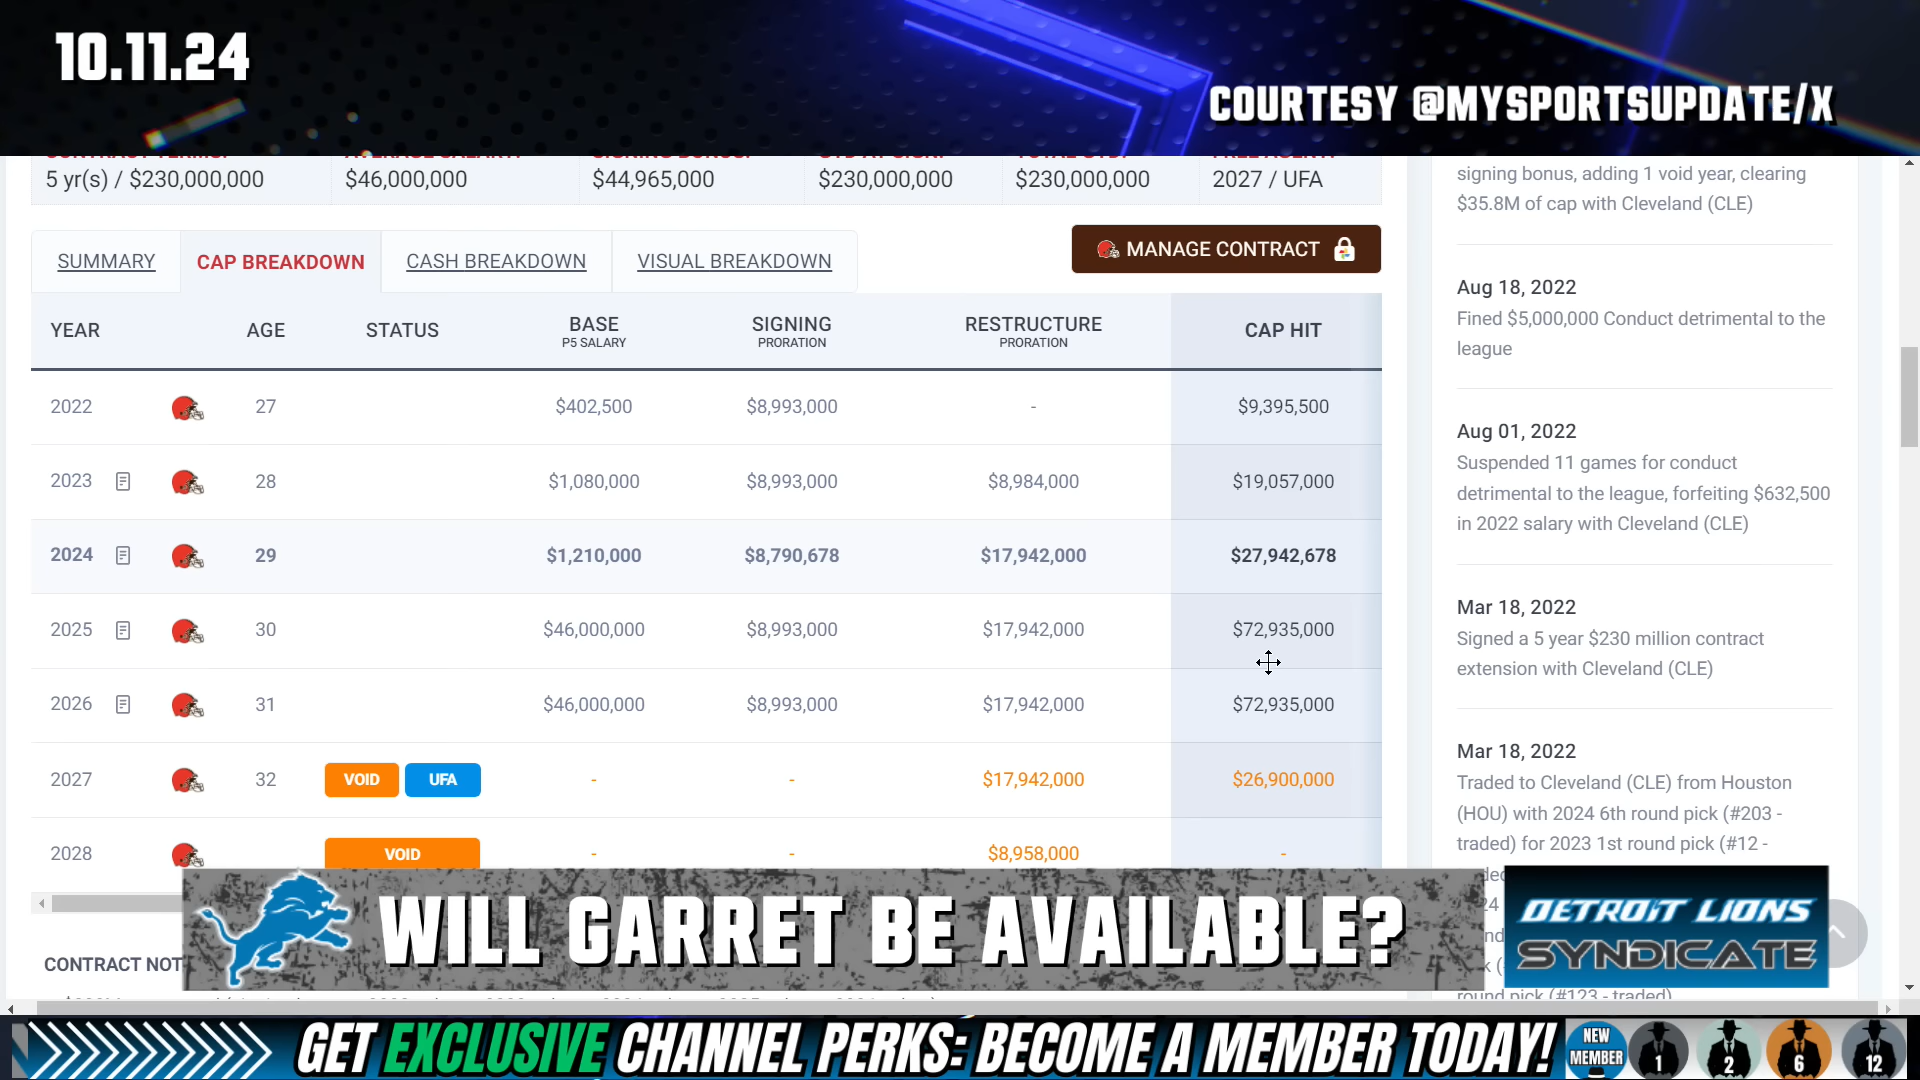 10.11.24
COURTESY @MYSPORTSUPDATE/X
5 yr(s) / $230,000,000 $46,000,000 $44,965,000 $230,000,000 $230,000,000 2027 / UFA
SUMMARY CAP BREAKDOWN CASH BREAKDOWN VISUAL BREAKDOWN
MANAGE CONTRACT
YEAR AGE STATUS BASE SIGNING RESTRUCTURE CAP HIT
P5 SALARY PRORATION PRORATION
2022 27 $402,500 $8,993,000 - $9,395,500
2023 28 $1,080,000 $8,993,000 $8,984,000 $19,057,000
2024 29 $1,210,000 $8,790,678 $17,942,000 $27,942,678
2025 30 $46,000,000 $8,993,000 $17,942,000 $72,935,000
2026 31 $46,000,000 $8,993,000 $17,942,000 $72,935,000
2027 32 VOID UFA - - $17,942,000 $26,900,000
2028 VOID - - $8,958,000 -
CONTRACT NOT
signing bonus, adding 1 void year, clearing
$35.8M of cap with Cleveland (CLE)
Aug 18, 2022
Fined $5,000,000 Conduct detrimental to the
league
Aug 01, 2022
Suspended 11 games for conduct
detrimental to the league, forfeiting $632,500
in 2022 salary with Cleveland (CLE)
Mar 18, 2022
Signed a 5 year $230 million contract
extension with Cleveland (CLE)
Mar 18, 2022
Traded to Cleveland (CLE) from Houston
(HOU) with 2024 6th round pick (#203 -
traded) for 2023 1st round pick (#12 -
round pick (#123 - traded)
WILL GARRET BE AVAILABLE?
DETROIT LIONS
SYNDICATE
GET EXCLUSIVE CHANNEL PERKS: BECOME A MEMBER TODAY!
NEW
MEMBER
1 2 6 12